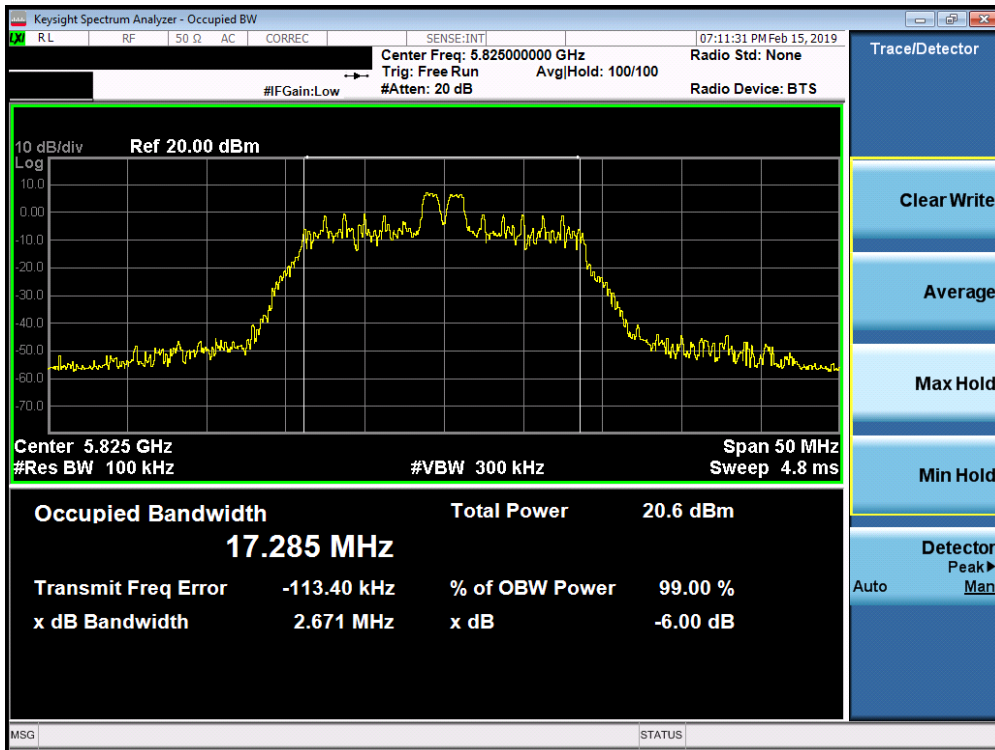 Keysight Spectrum Analyzer - Occupied BW
LXI RL RF 50 Ω AC CORREC SENSE:INT 07:11:31 PM Feb 15, 2019
Center Freq: 5.825000000 GHz Radio Std: None
Trig: Free Run Avg|Hold: 100/100
#IFGain:Low #Atten: 20 dB Radio Device: BTS
10 dB/div Ref 20.00 dBm
Log
10.0
0.00
-10.0
-20.0
-30.0
-40.0
-50.0
-60.0
-70.0
Center 5.825 GHz Span 50 MHz
#Res BW 100 kHz #VBW 300 kHz Sweep 4.8 ms
Occupied Bandwidth Total Power 20.6 dBm
17.285 MHz
Transmit Freq Error -113.40 kHz % of OBW Power 99.00 %
x dB Bandwidth 2.671 MHz x dB -6.00 dB
MSG STATUS
Trace/Detector
Clear Write
Average
Max Hold
Min Hold
Detector
Peak▶
Auto Man